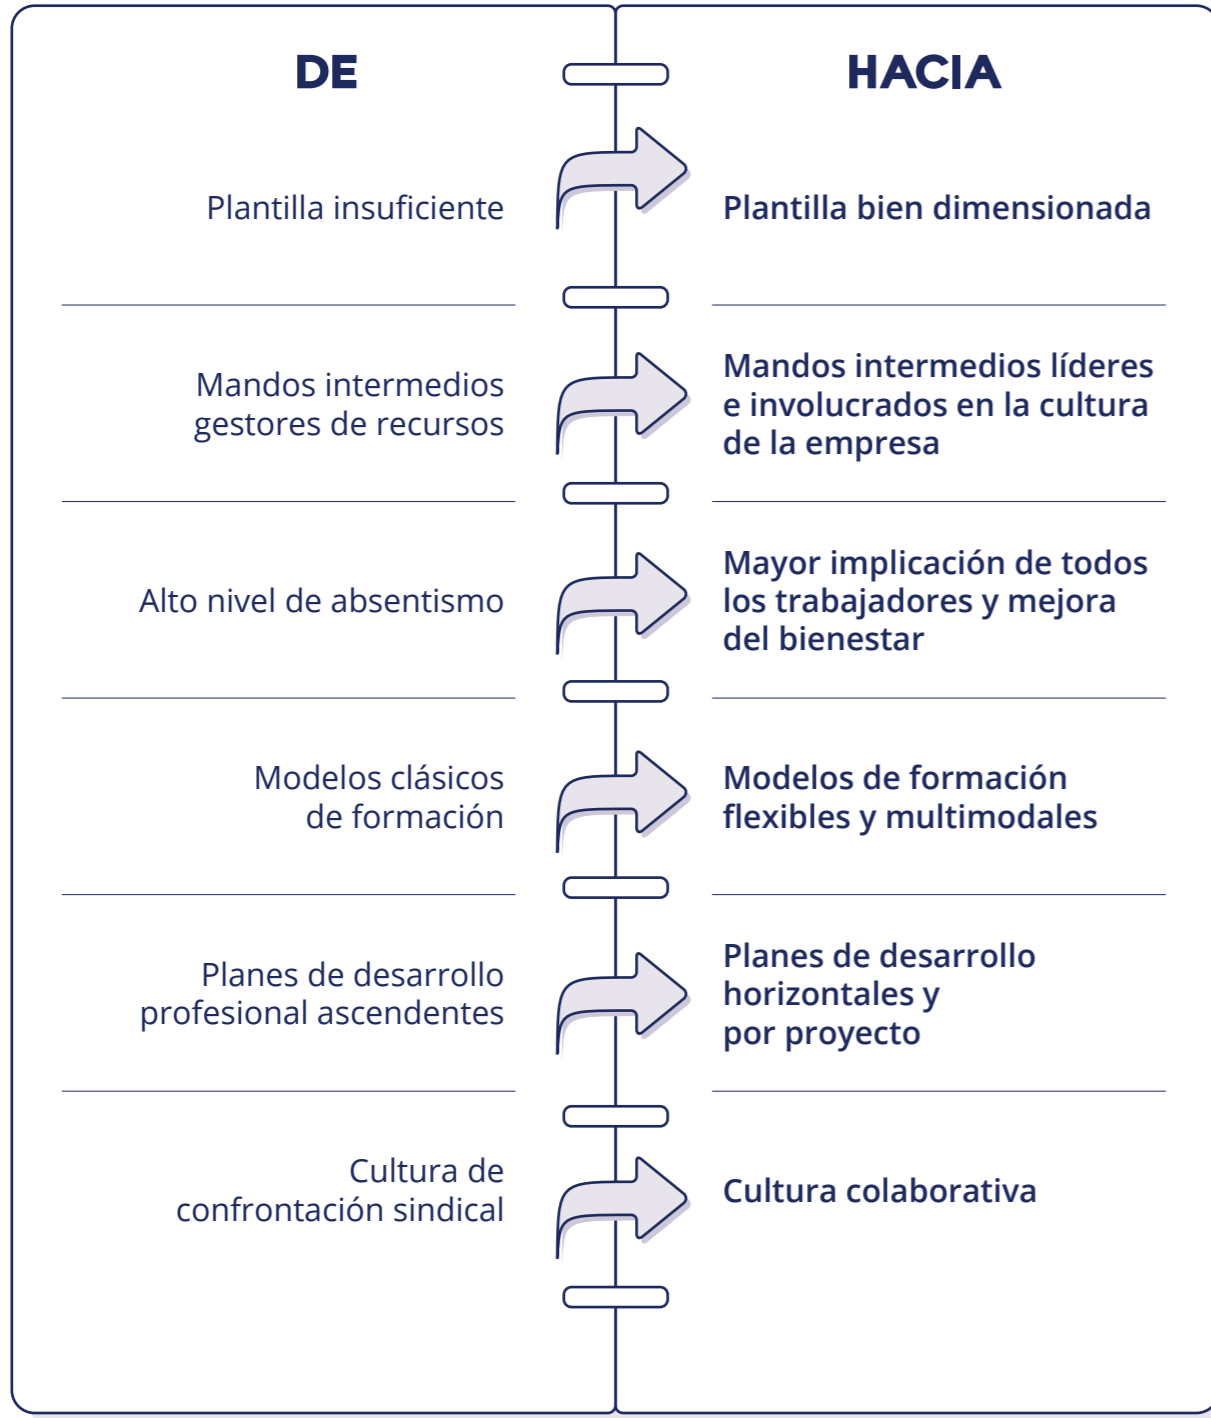 DE
HACIA
Plantilla insuficiente
Plantilla bien dimensionada
Mandos intermedios
gestores de recursos
Mandos intermedios líderes
e involucrados en la cultura
de la empresa
Alto nivel de absentismo
Mayor implicación de todos
los trabajadores y mejora
del bienestar
Modelos clásicos
de formación
Modelos de formación
flexibles y multimodales
Planes de desarrollo
profesional ascendentes
Planes de desarrollo
horizontales y
por proyecto
Cultura de
confrontación sindical
Cultura colaborativa